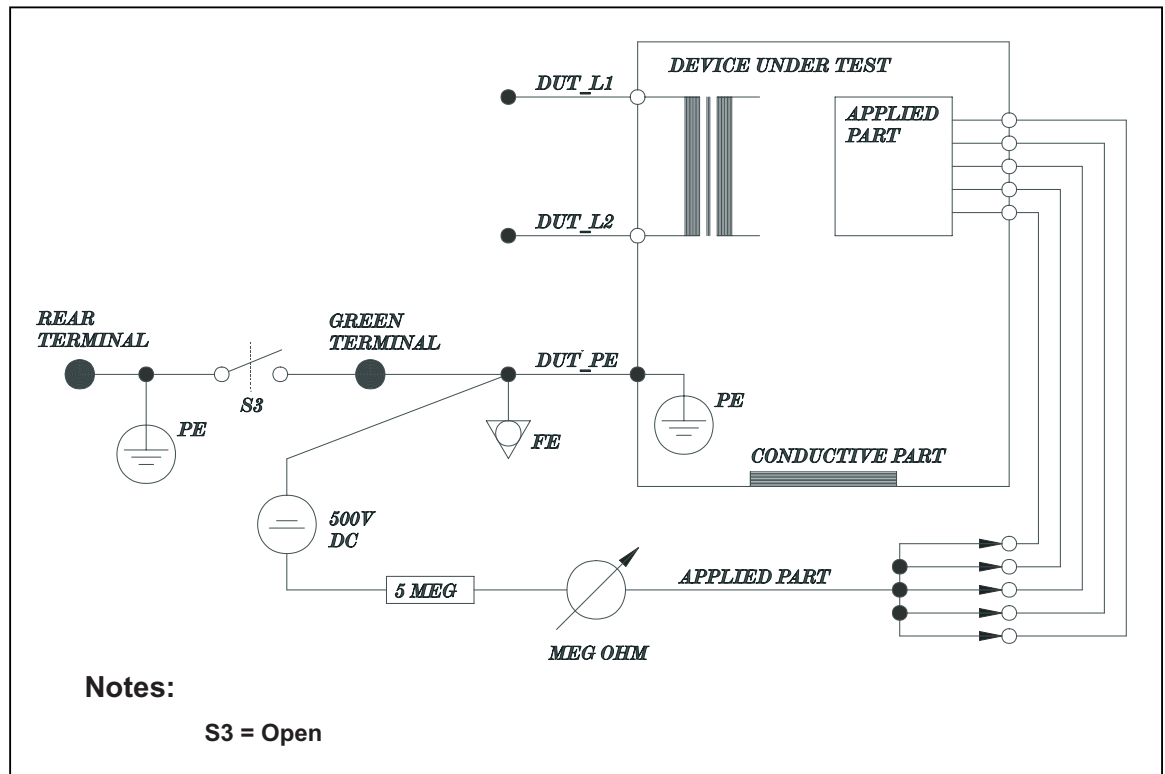 DEVICE UNDER TEST
DUT_L1
APPLIED
PART
DUT_L2
REAR
TERMINAL
GREEN
TERMINAL
DUT_PE
S3
PE
FE
PE
CONDUCTIVE PART
500V
DC
5 MEG
APPLIED PART
MEG OHM
Notes:
S3 = Open